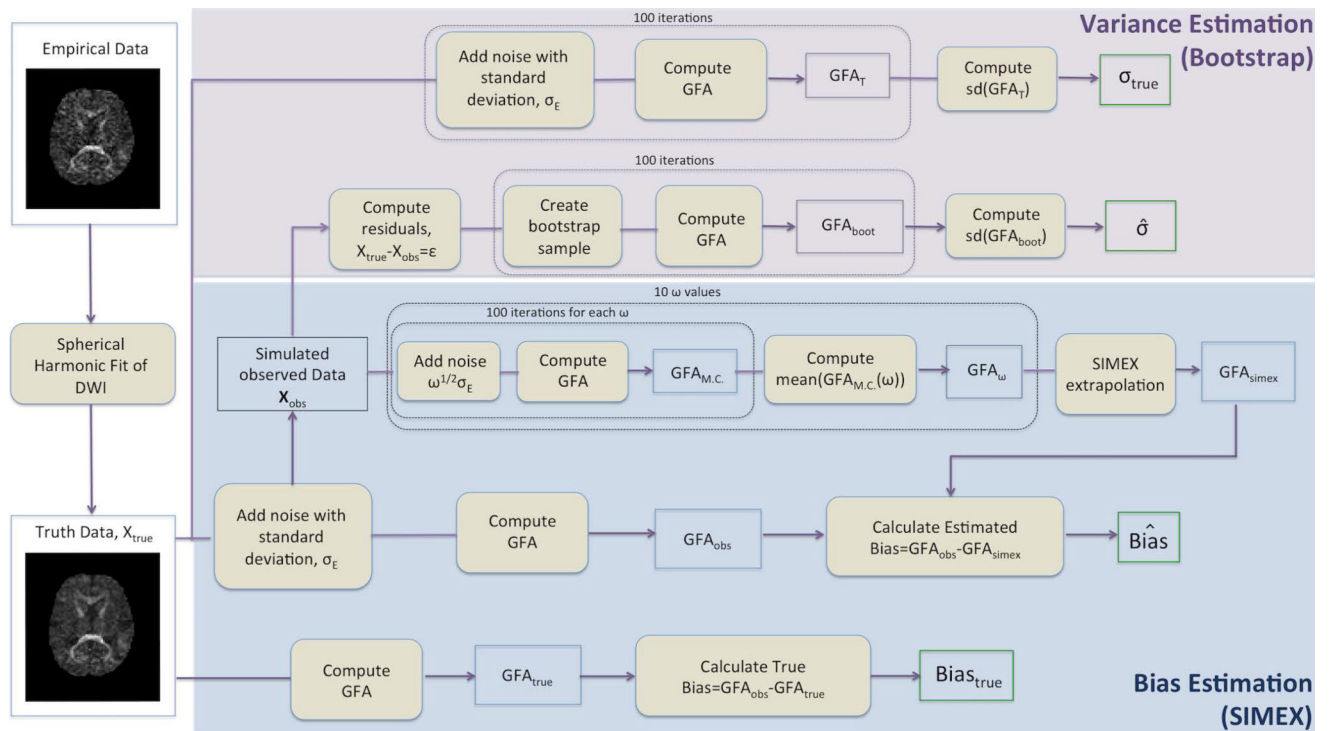 Empirical Data
Spherical
Harmonic Fit of
DWI
Truth Data, X_true
Variance Estimation
(Bootstrap)
100 iterations
Add noise with
standard
deviation, σ_E
Compute
GFA
GFA_T
Compute
sd(GFA_T)
σ_true
100 iterations
Compute
residuals,
X_true-X_obs=ε
Create
bootstrap
sample
Compute
GFA
GFA_boot
Compute
sd(GFA_boot)
σ̂
10 ω values
100 iterations for each ω
Simulated
observed Data
X_obs
Add noise
ω^1/2σ_E
Compute
GFA
GFA_M.C.
Compute
mean(GFA_M.C.(ω))
GFA_ω
SIMEX
extrapolation
GFA_simex
Add noise with
standard
deviation, σ_E
Compute
GFA
GFA_obs
Calculate Estimated
Bias=GFA_obs-GFA_simex
Biaŝ
Compute
GFA
GFA_true
Calculate True
Bias=GFA_obs-GFA_true
Bias_true
Bias Estimation
(SIMEX)